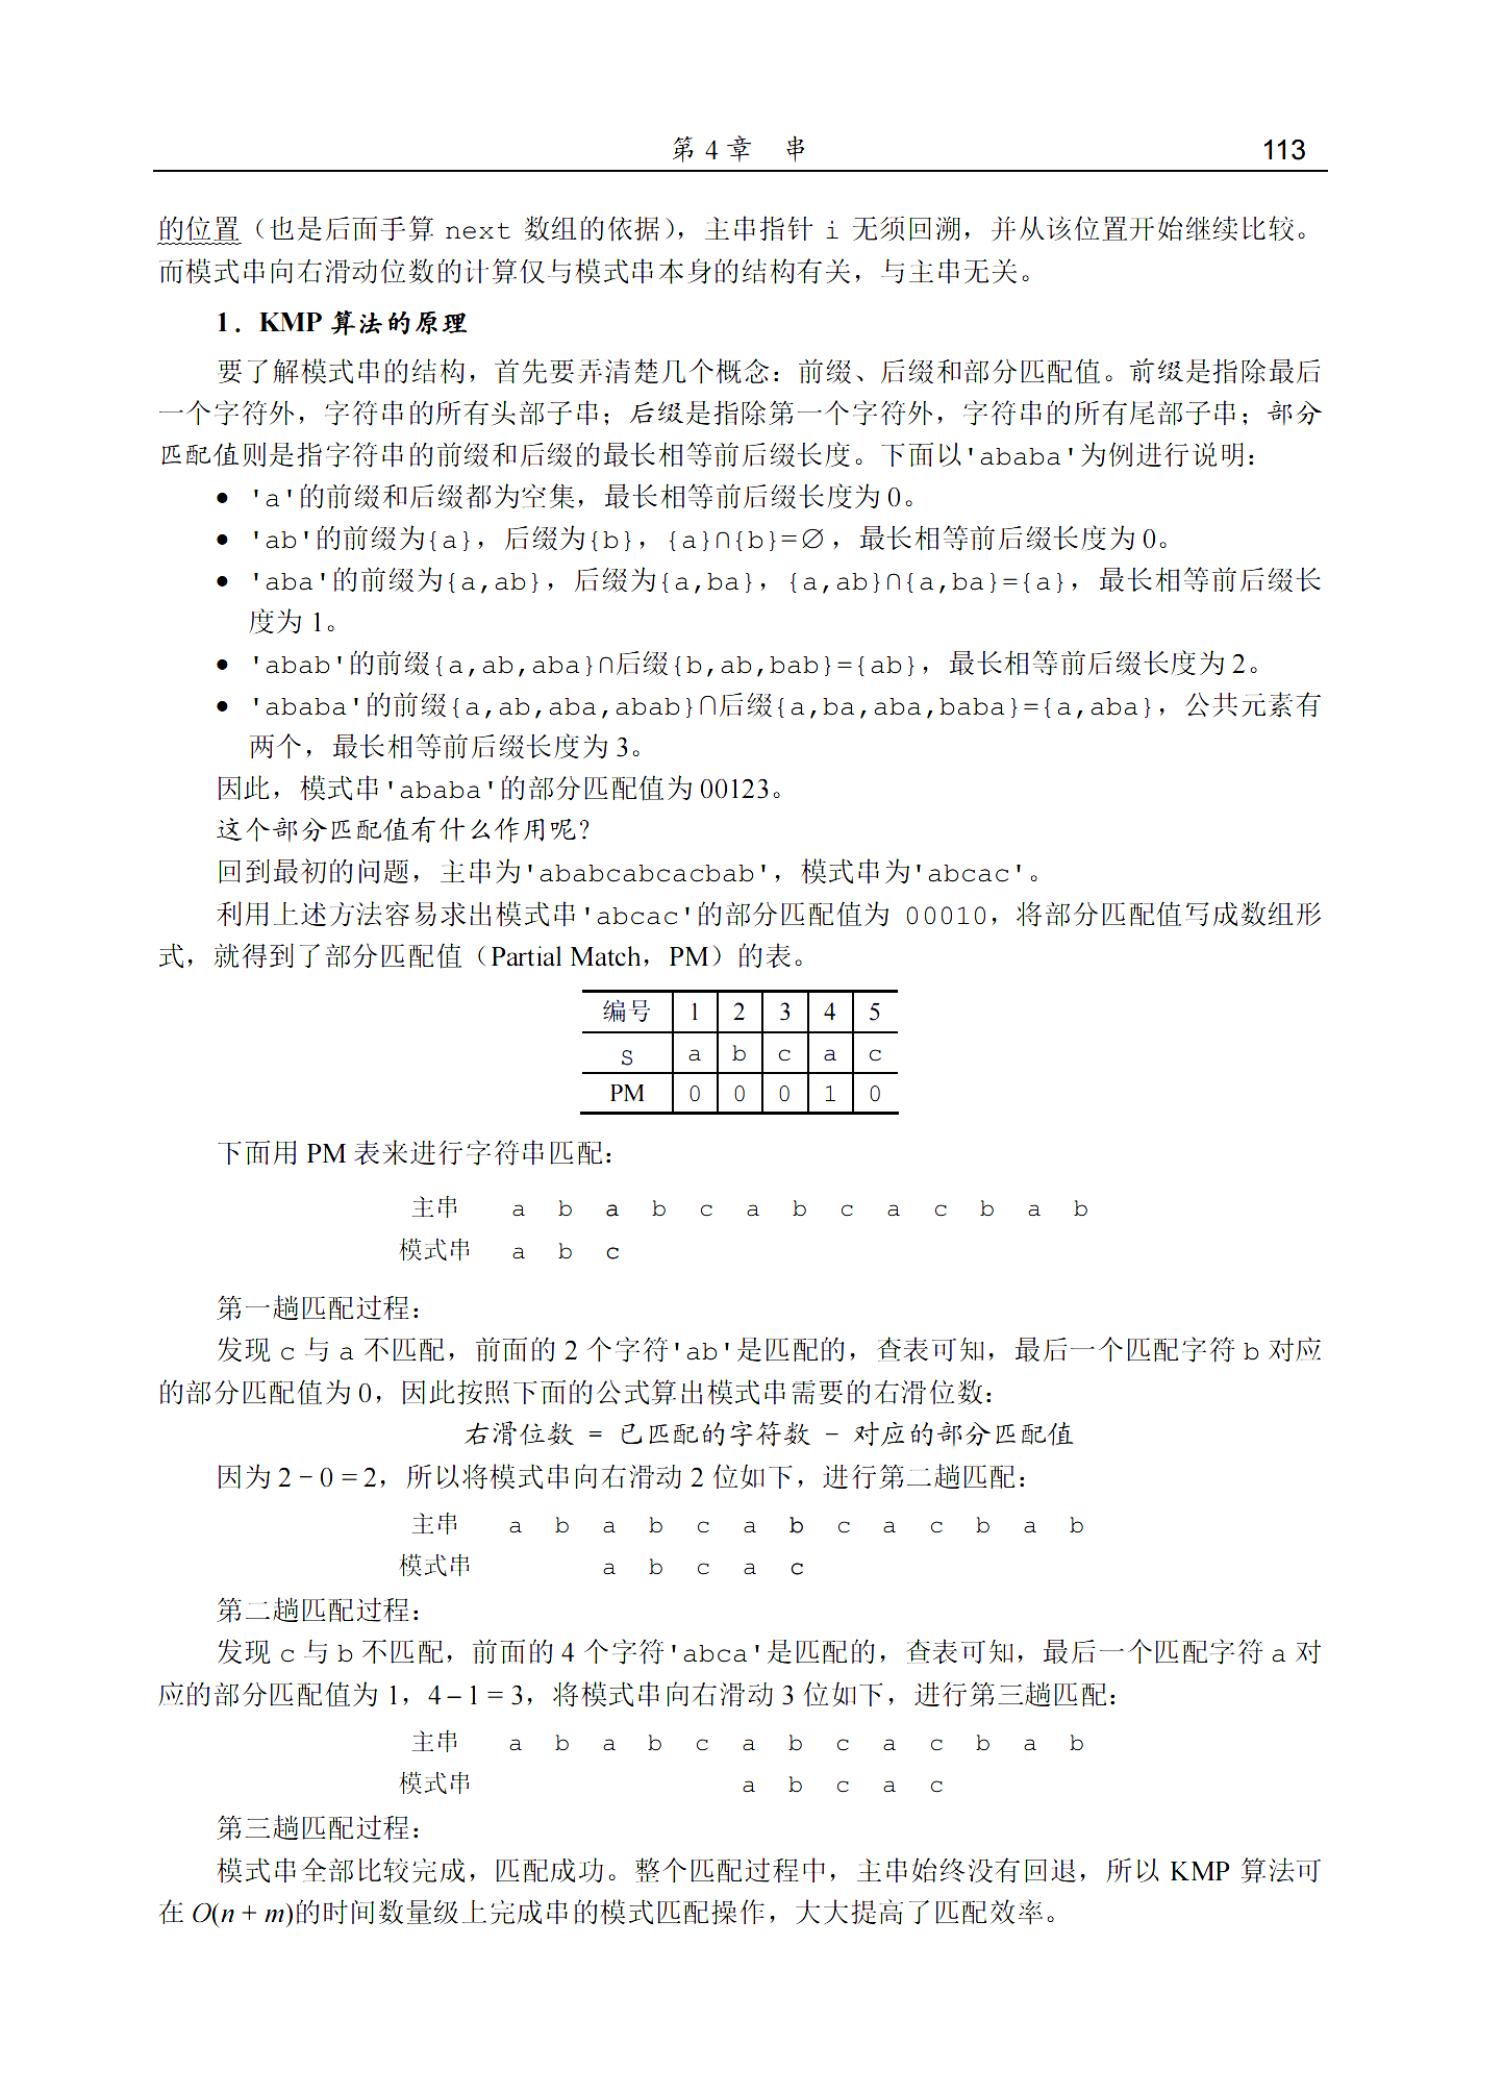 第 4 章　串　113
的位置（也是后面手算 next 数组的依据），主串指针 i 无须回溯，并从该位置开始继续比较。
而模式串向右滑动位数的计算仅与模式串本身的结构有关，与主串无关。
1．KMP 算法的原理
要了解模式串的结构，首先要弄清楚几个概念：前缀、后缀和部分匹配值。前缀是指除最后
一个字符外，字符串的所有头部子串；后缀是指除第一个字符外，字符串的所有尾部子串；部分
匹配值则是指字符串的前缀和后缀的最长相等前后缀长度。下面以'ababa'为例进行说明：
● 'a'的前缀和后缀都为空集，最长相等前后缀长度为 0。
● 'ab'的前缀为{a}，后缀为{b}，{a}∩{b}=∅，最长相等前后缀长度为 0。
● 'aba'的前缀为{a,ab}，后缀为{a,ba}，{a,ab}∩{a,ba}={a}，最长相等前后缀长
度为 1。
● 'abab'的前缀{a,ab,aba}∩后缀{b,ab,bab}={ab}，最长相等前后缀长度为 2。
● 'ababa'的前缀{a,ab,aba,abab}∩后缀{a,ba,aba,baba}={a,aba}，公共元素有
两个，最长相等前后缀长度为 3。
因此，模式串'ababa'的部分匹配值为 00123。
这个部分匹配值有什么作用呢？
回到最初的问题，主串为'ababcabcacbab'，模式串为'abcac'。
利用上述方法容易求出模式串'abcac'的部分匹配值为 00010，将部分匹配值写成数组形
式，就得到了部分匹配值（Partial Match，PM）的表。
编号 1 2 3 4 5
S a b c a c
PM 0 0 0 1 0
下面用 PM 表来进行字符串匹配：
主串 a b a b c a b c a c b a b
模式串 a b c
第一趟匹配过程：
发现 c 与 a 不匹配，前面的 2 个字符'ab'是匹配的，查表可知，最后一个匹配字符 b 对应
的部分匹配值为 0，因此按照下面的公式算出模式串需要的右滑位数：
右滑位数 = 已匹配的字符数 − 对应的部分匹配值
因为 2 − 0 = 2，所以将模式串向右滑动 2 位如下，进行第二趟匹配：
主串 a b a b c a b c a c b a b
模式串 a b c a c
第二趟匹配过程：
发现 c 与 b 不匹配，前面的 4 个字符'abca'是匹配的，查表可知，最后一个匹配字符 a 对
应的部分匹配值为 1，4 – 1 = 3，将模式串向右滑动 3 位如下，进行第三趟匹配：
主串 a b a b c a b c a c b a b
模式串 a b c a c
第三趟匹配过程：
模式串全部比较完成，匹配成功。整个匹配过程中，主串始终没有回退，所以 KMP 算法可
在 O(n + m)的时间数量级上完成串的模式匹配操作，大大提高了匹配效率。